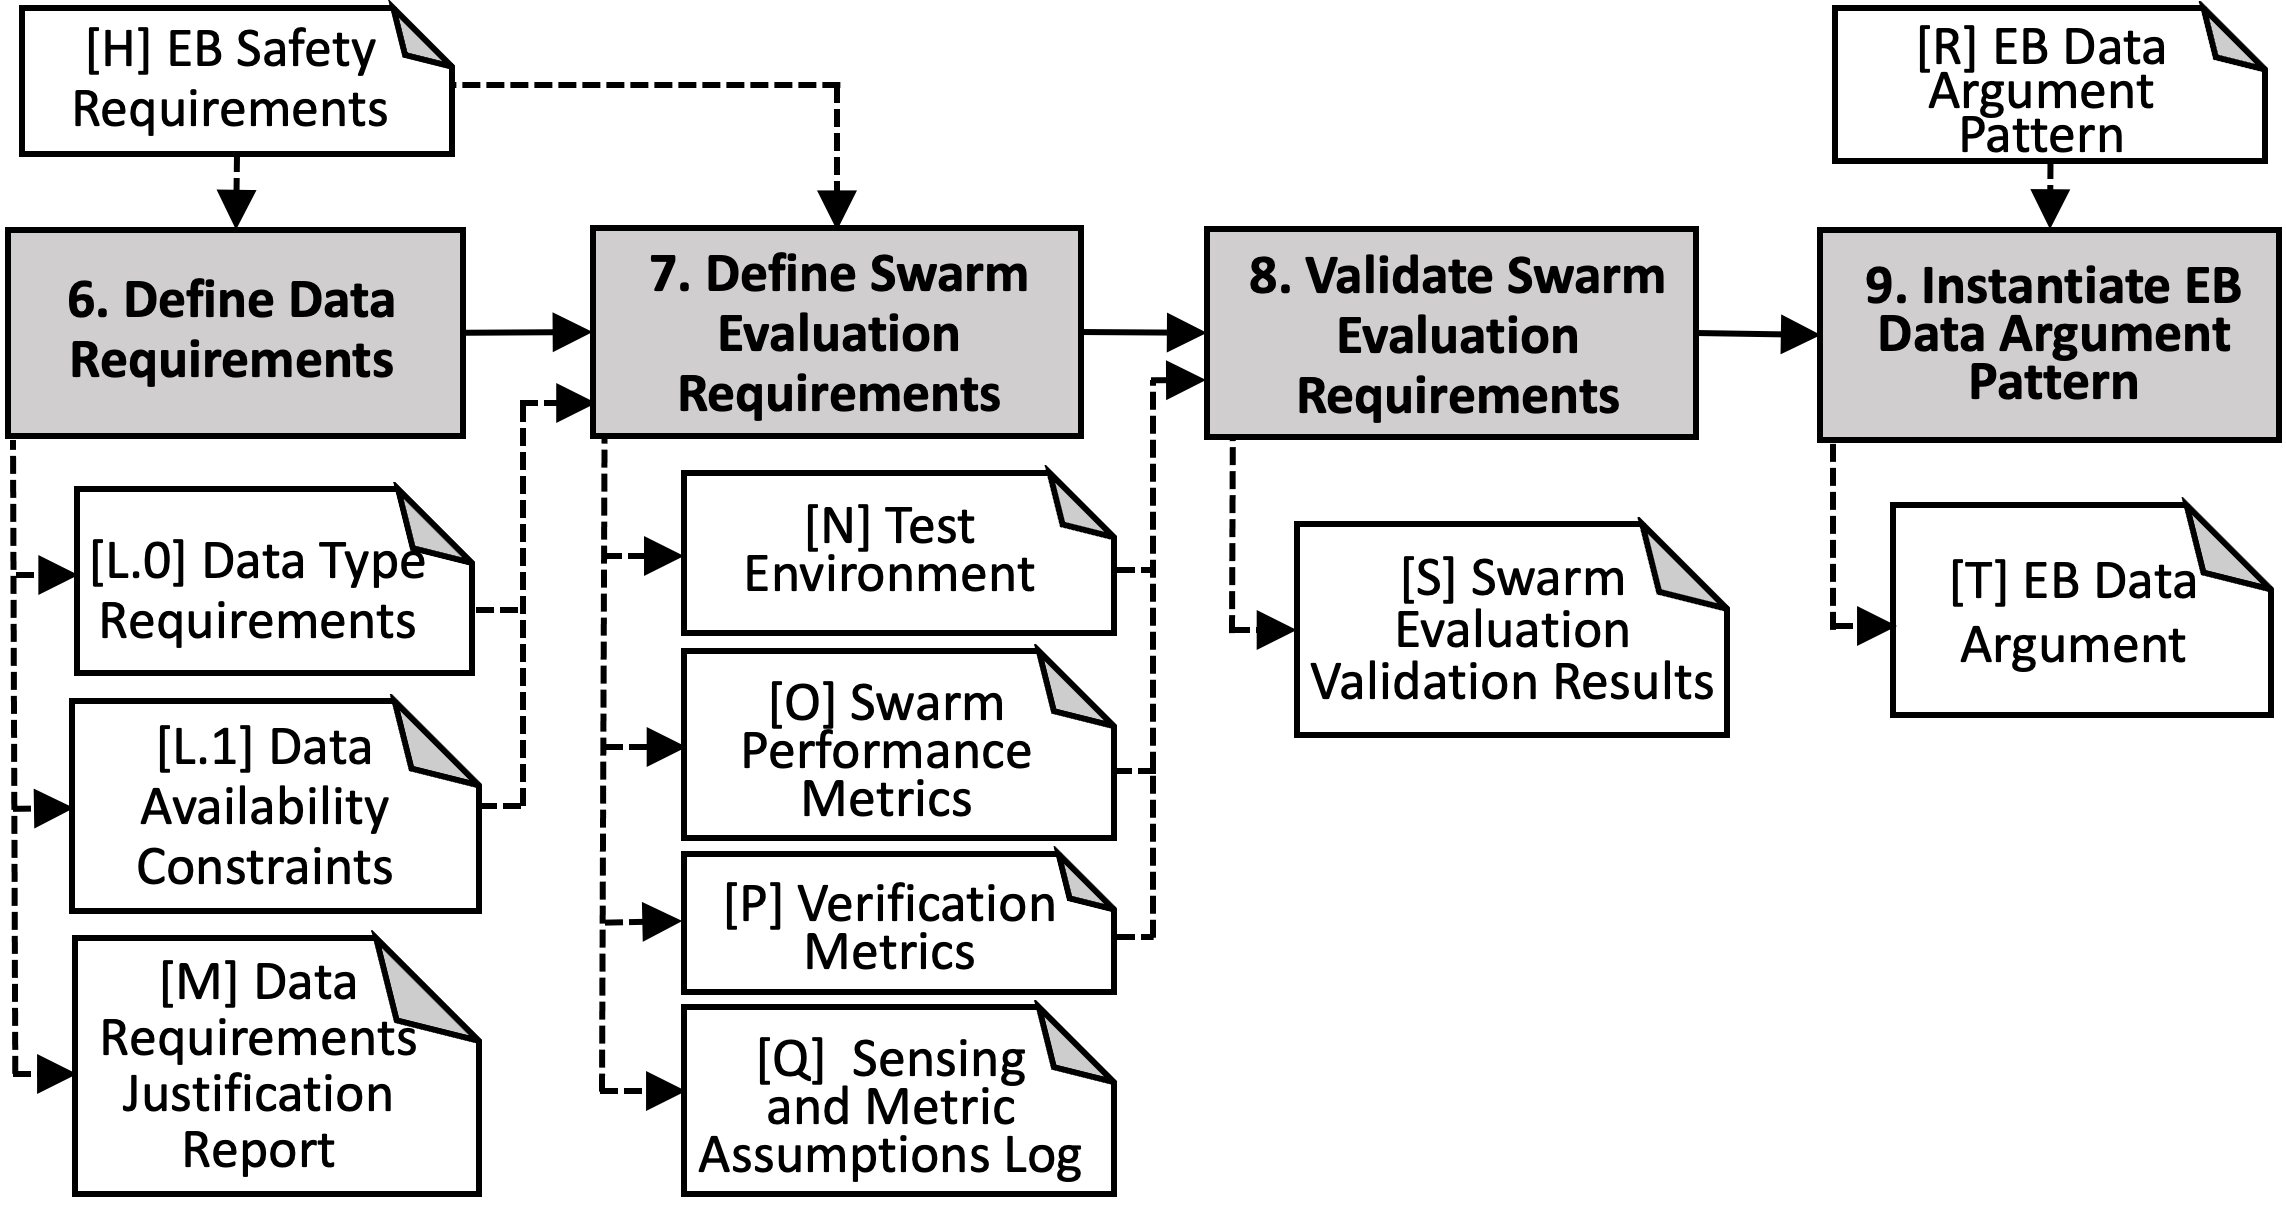 [H] EB Safety
Requirements
[R] EB Data
Argument
Pattern
6. Define Data
Requirements
7. Define Swarm
Evaluation
Requirements
8. Validate Swarm
Evaluation
Requirements
9. Instantiate EB
Data Argument
Pattern
[L.0] Data Type
Requirements
[L.1] Data
Availability
Constraints
[M] Data
Requirements
Justification
Report
[N] Test
Environment
[O] Swarm
Performance
Metrics
[P] Verification
Metrics
[Q]  Sensing
and Metric
Assumptions Log
[S] Swarm
Evaluation
Validation Results
[T] EB Data
Argument